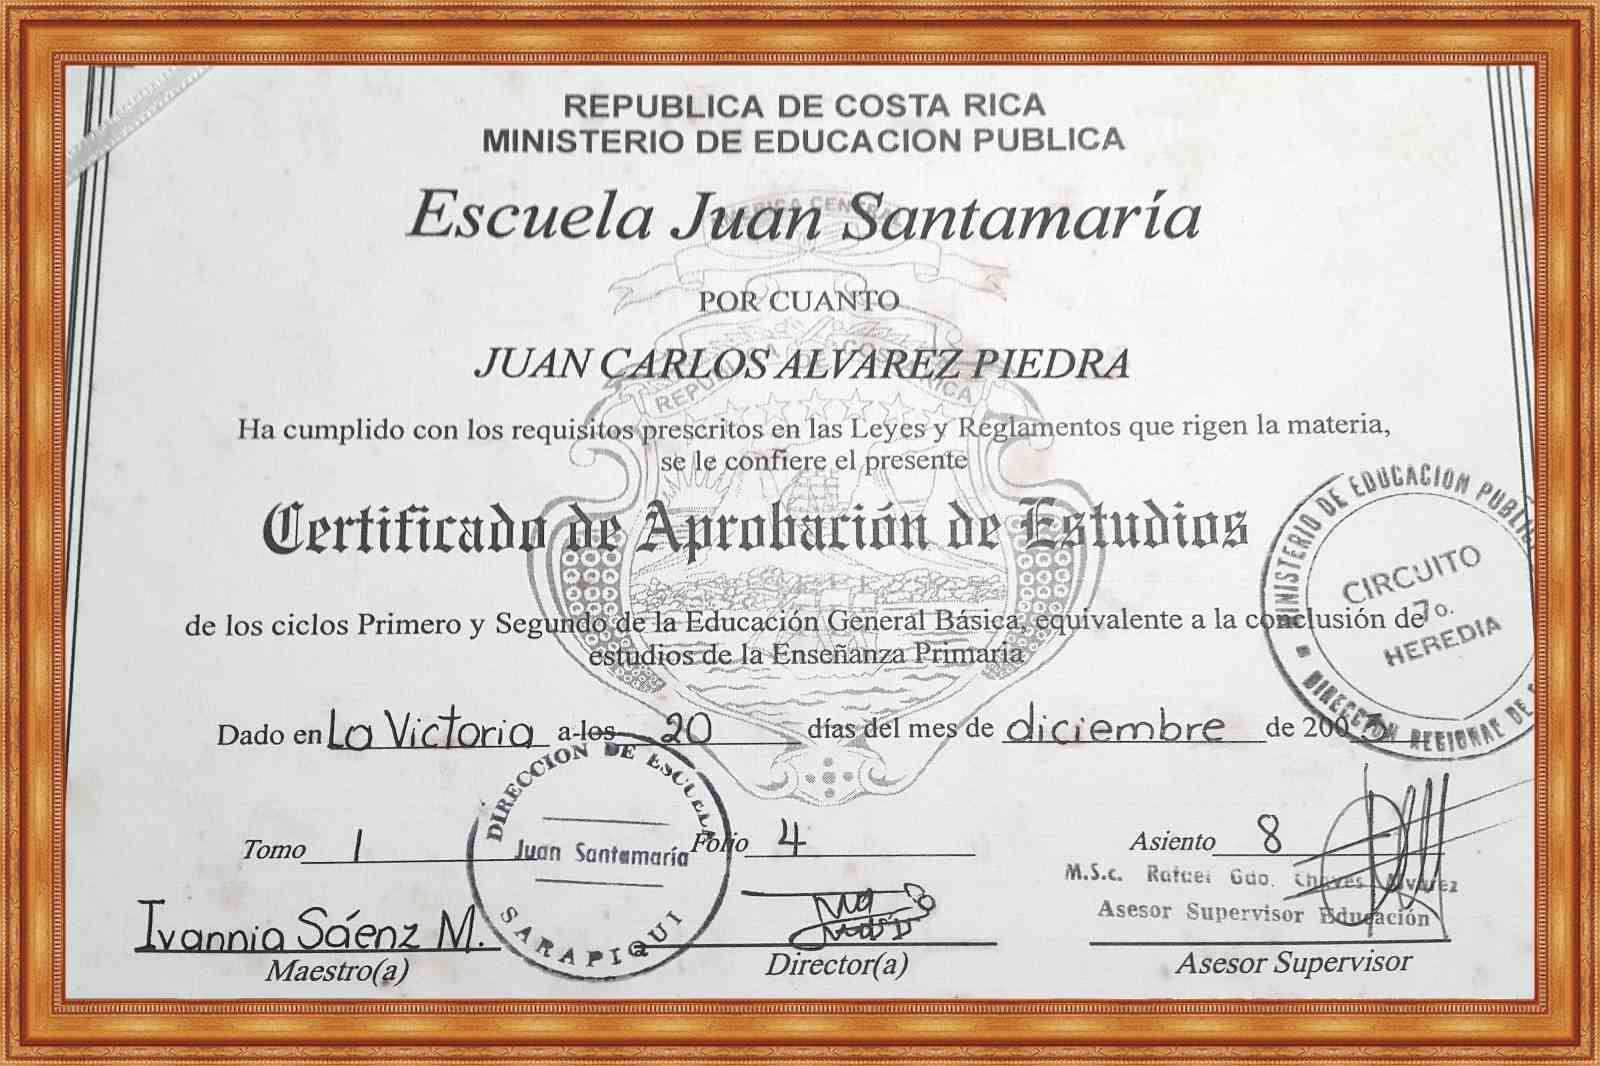 REPUBLICA DE COSTA RICA
MINISTERIO DE EDUCACION PUBLICA
AMERICA CENTRAL
Escuela Juan Santamaría
POR CUANTO
JUAN CARLOS ALVAREZ PIEDRA
REPUBLICA COSTA RICA
Ha cumplido con los requisitos prescritos en las Leyes y Reglamentos que rigen la materia,
se le confiere el presente
Certificado de Aprobación de Estudios
de los ciclos Primero y Segundo de la Educación General Básica, equivalente a la conclusión de
estudios de la Enseñanza Primaria
MINISTERIO DE EDUCACION PUBLICA
CIRCUITO
7o.
HEREDIA
DIRECCION REGIONAL DE
Dado en La Victoria a los 20 días del mes de diciembre de 200
Tomo 1 Folio 4 Asiento 8
DIRECCION DE ESCUELA
Juan Santamaría
SARAPIQUI
M.S.c. Rafael Gdo. Chaves Alvarez
Asesor Supervisor Educación
Ivannia Sáenz M.
Maestro(a) Director(a) Asesor Supervisor